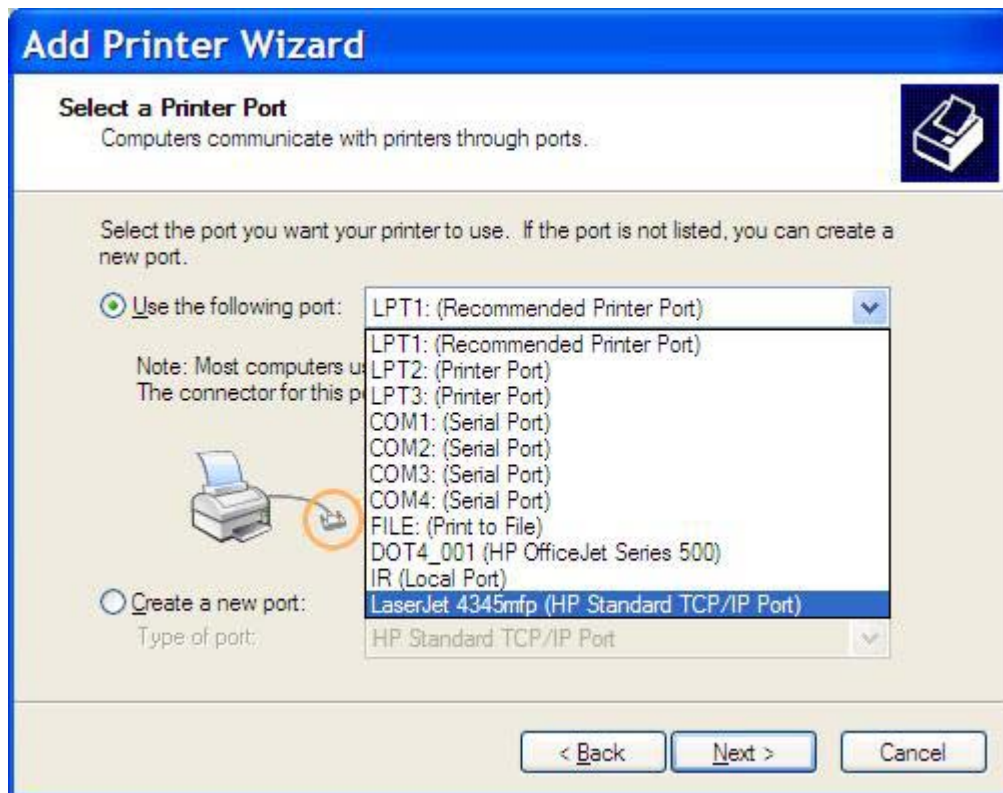 Add Printer Wizard
Select a Printer Port
Computers communicate with printers through ports.
Select the port you want your printer to use. If the port is not listed, you can create a
new port.
Use the following port:
LPT1: (Recommended Printer Port)
LPT1: (Recommended Printer Port)
LPT2: (Printer Port)
LPT3: (Printer Port)
COM1: (Serial Port)
COM2: (Serial Port)
COM3: (Serial Port)
COM4: (Serial Port)
FILE: (Print to File)
DOT4_001 (HP OfficeJet Series 500)
IR (Local Port)
LaserJet 4345mfp (HP Standard TCP/IP Port)
Note: Most computers
The connector for this
Create a new port:
Type of port:
HP Standard TCP/IP Port
< Back
Next >
Cancel